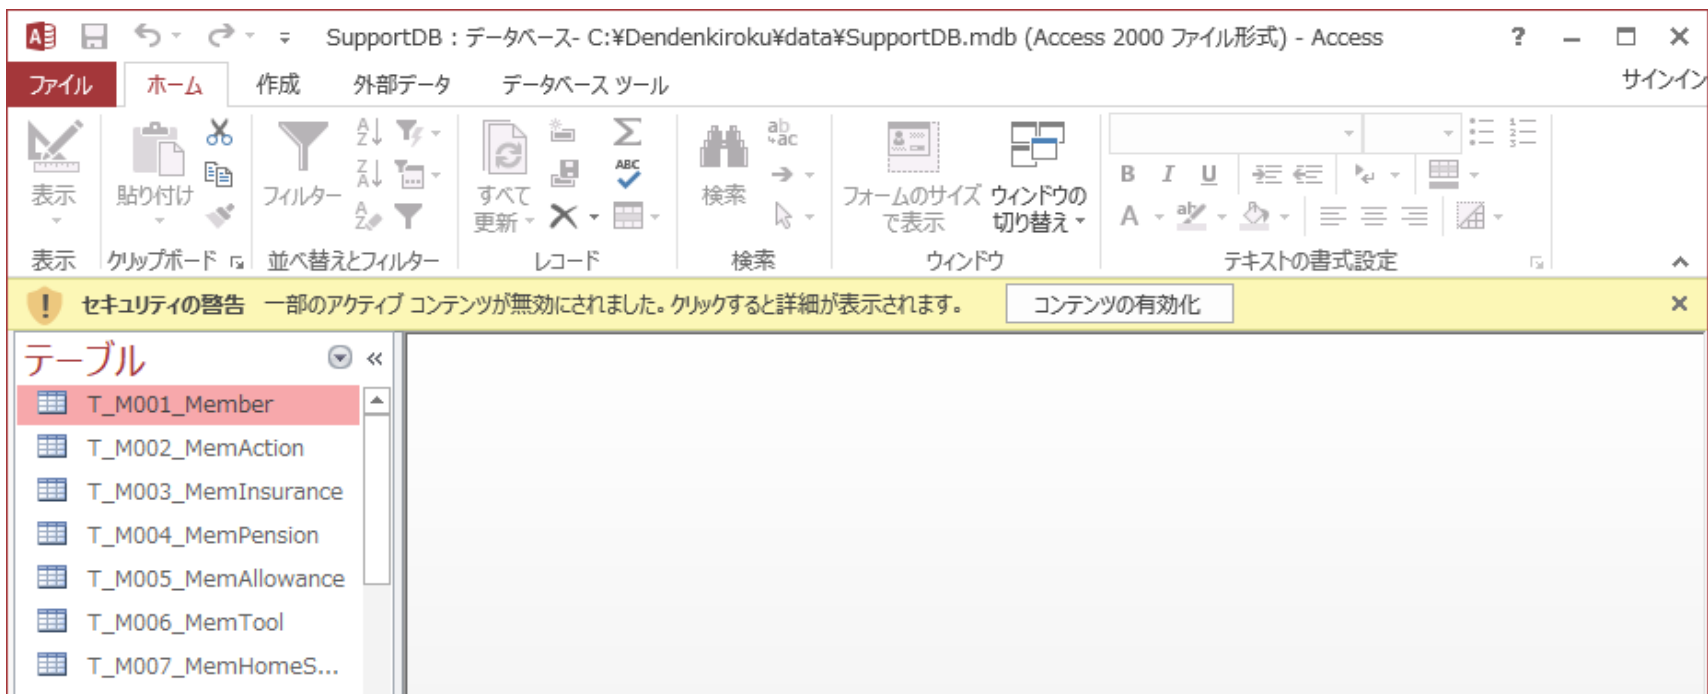 SupportDB : データベース- C:¥Dendenkiroku¥data¥SupportDB.mdb (Access 2000 ファイル形式) - Access
ファイル ホーム 作成 外部データ データベース ツール サインイン
表示 貼り付け フィルター すべて 更新 検索 フォームのサイズ で表示 ウィンドウの 切り替え
B I U
A
表示 クリップボード 並べ替えとフィルター レコード 検索 ウィンドウ テキストの書式設定
セキュリティの警告 一部のアクティブ コンテンツが無効にされました。クリックすると詳細が表示されます。 コンテンツの有効化
テーブル
T_M001_Member
T_M002_MemAction
T_M003_MemInsurance
T_M004_MemPension
T_M005_MemAllowance
T_M006_MemTool
T_M007_MemHomeS...